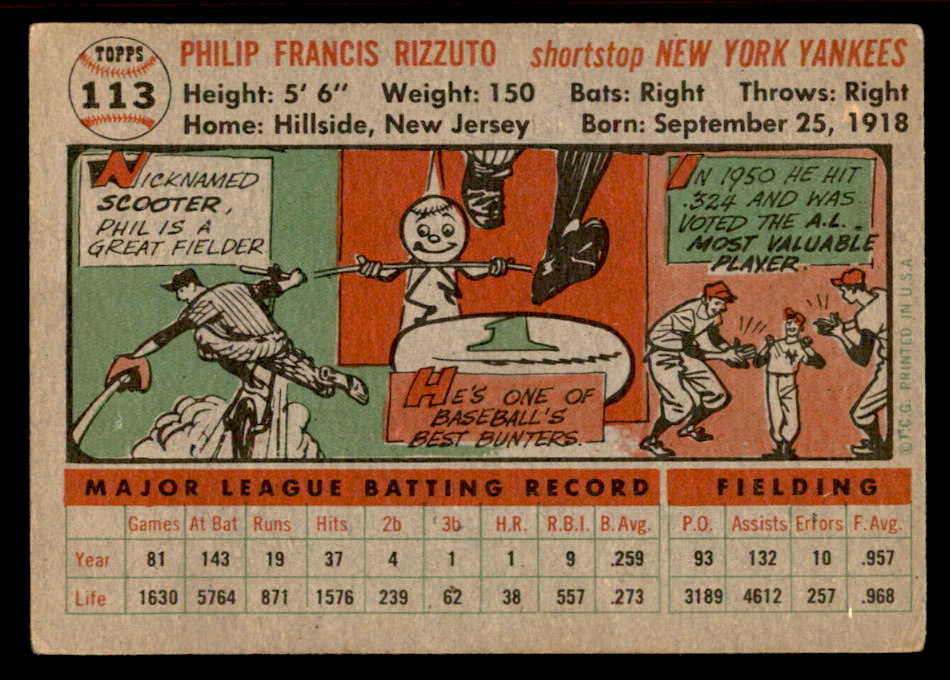 TOPPS
113
PHILIP FRANCIS RIZZUTO shortstop NEW YORK YANKEES
Height: 5' 6" Weight: 150 Bats: Right Throws: Right
Home: Hillside, New Jersey Born: September 25, 1918
NICKNAMED
SCOOTER,
PHIL IS A
GREAT FIELDER
1
HE'S ONE OF
BASEBALL'S
BEST BUNTERS.
IN 1950 HE HIT
.324 AND WAS
VOTED THE A.L.
MOST VALUABLE
PLAYER.
©T.C.G. PRINTED IN U.S.A.
MAJOR LEAGUE BATTING RECORD FIELDING
Games At Bat Runs Hits 2b 3b H.R. R.B.I. B. Avg. P.O. Assists Errors F. Avg.
Year 81 143 19 37 4 1 1 9 .259 93 132 10 .957
Life 1630 5764 871 1576 239 62 38 557 .273 3189 4612 257 .968